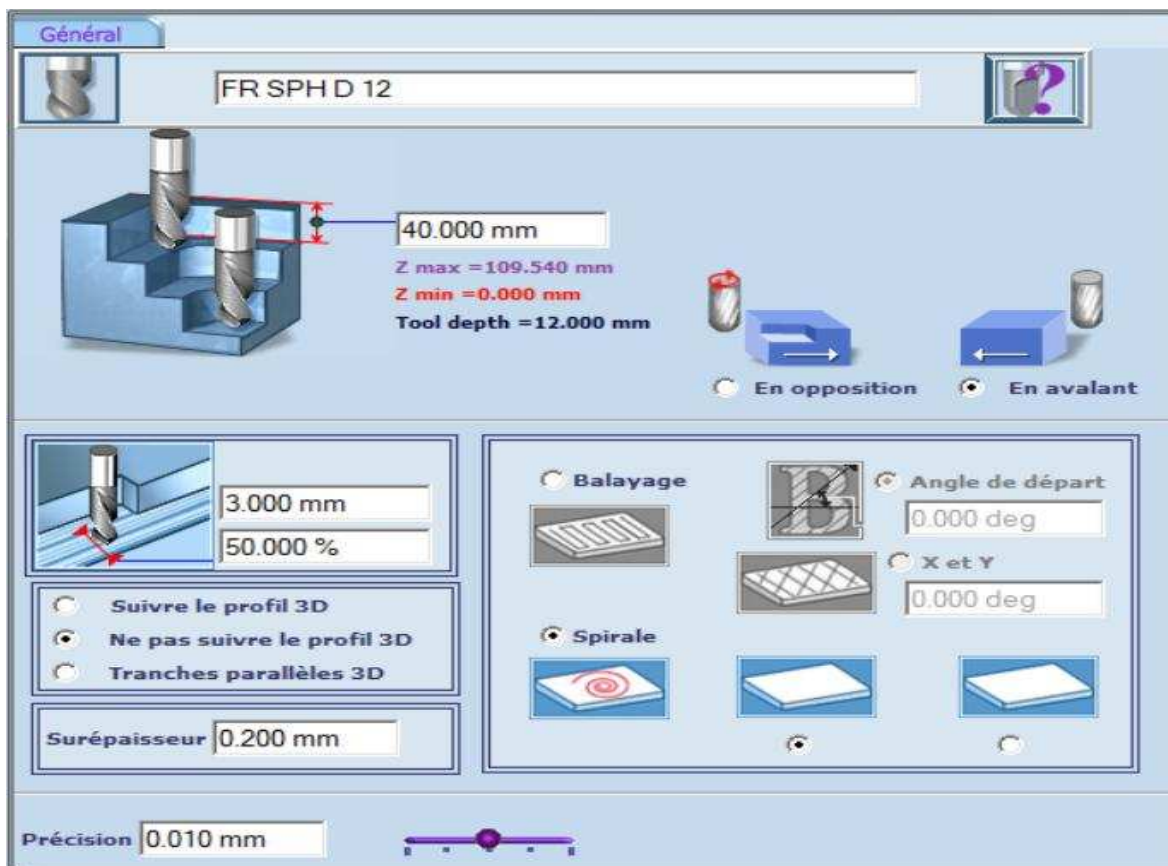 Général
FR SPH D 12
40.000 mm
Z max =109.540 mm
Z min =0.000 mm
Tool depth =12.000 mm
En opposition
En avalant
3.000 mm
50.000 %
Suivre le profil 3D
Ne pas suivre le profil 3D
Tranches parallèles 3D
Surépaisseur 0.200 mm
Balayage
Angle de départ
0.000 deg
X et Y
0.000 deg
Spirale
Précision 0.010 mm